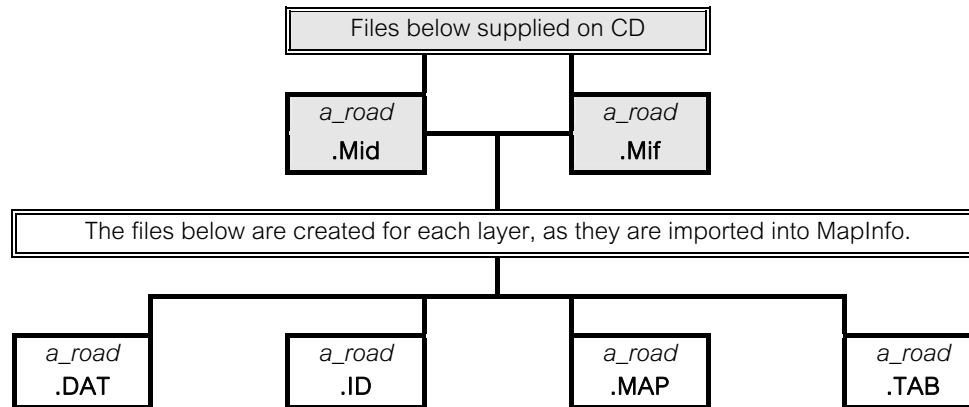 Files below supplied on CD
a_road
.Mid
a_road
.Mif
The files below are created for each layer, as they are imported into MapInfo.
a_road
.DAT
a_road
.ID
a_road
.MAP
a_road
.TAB